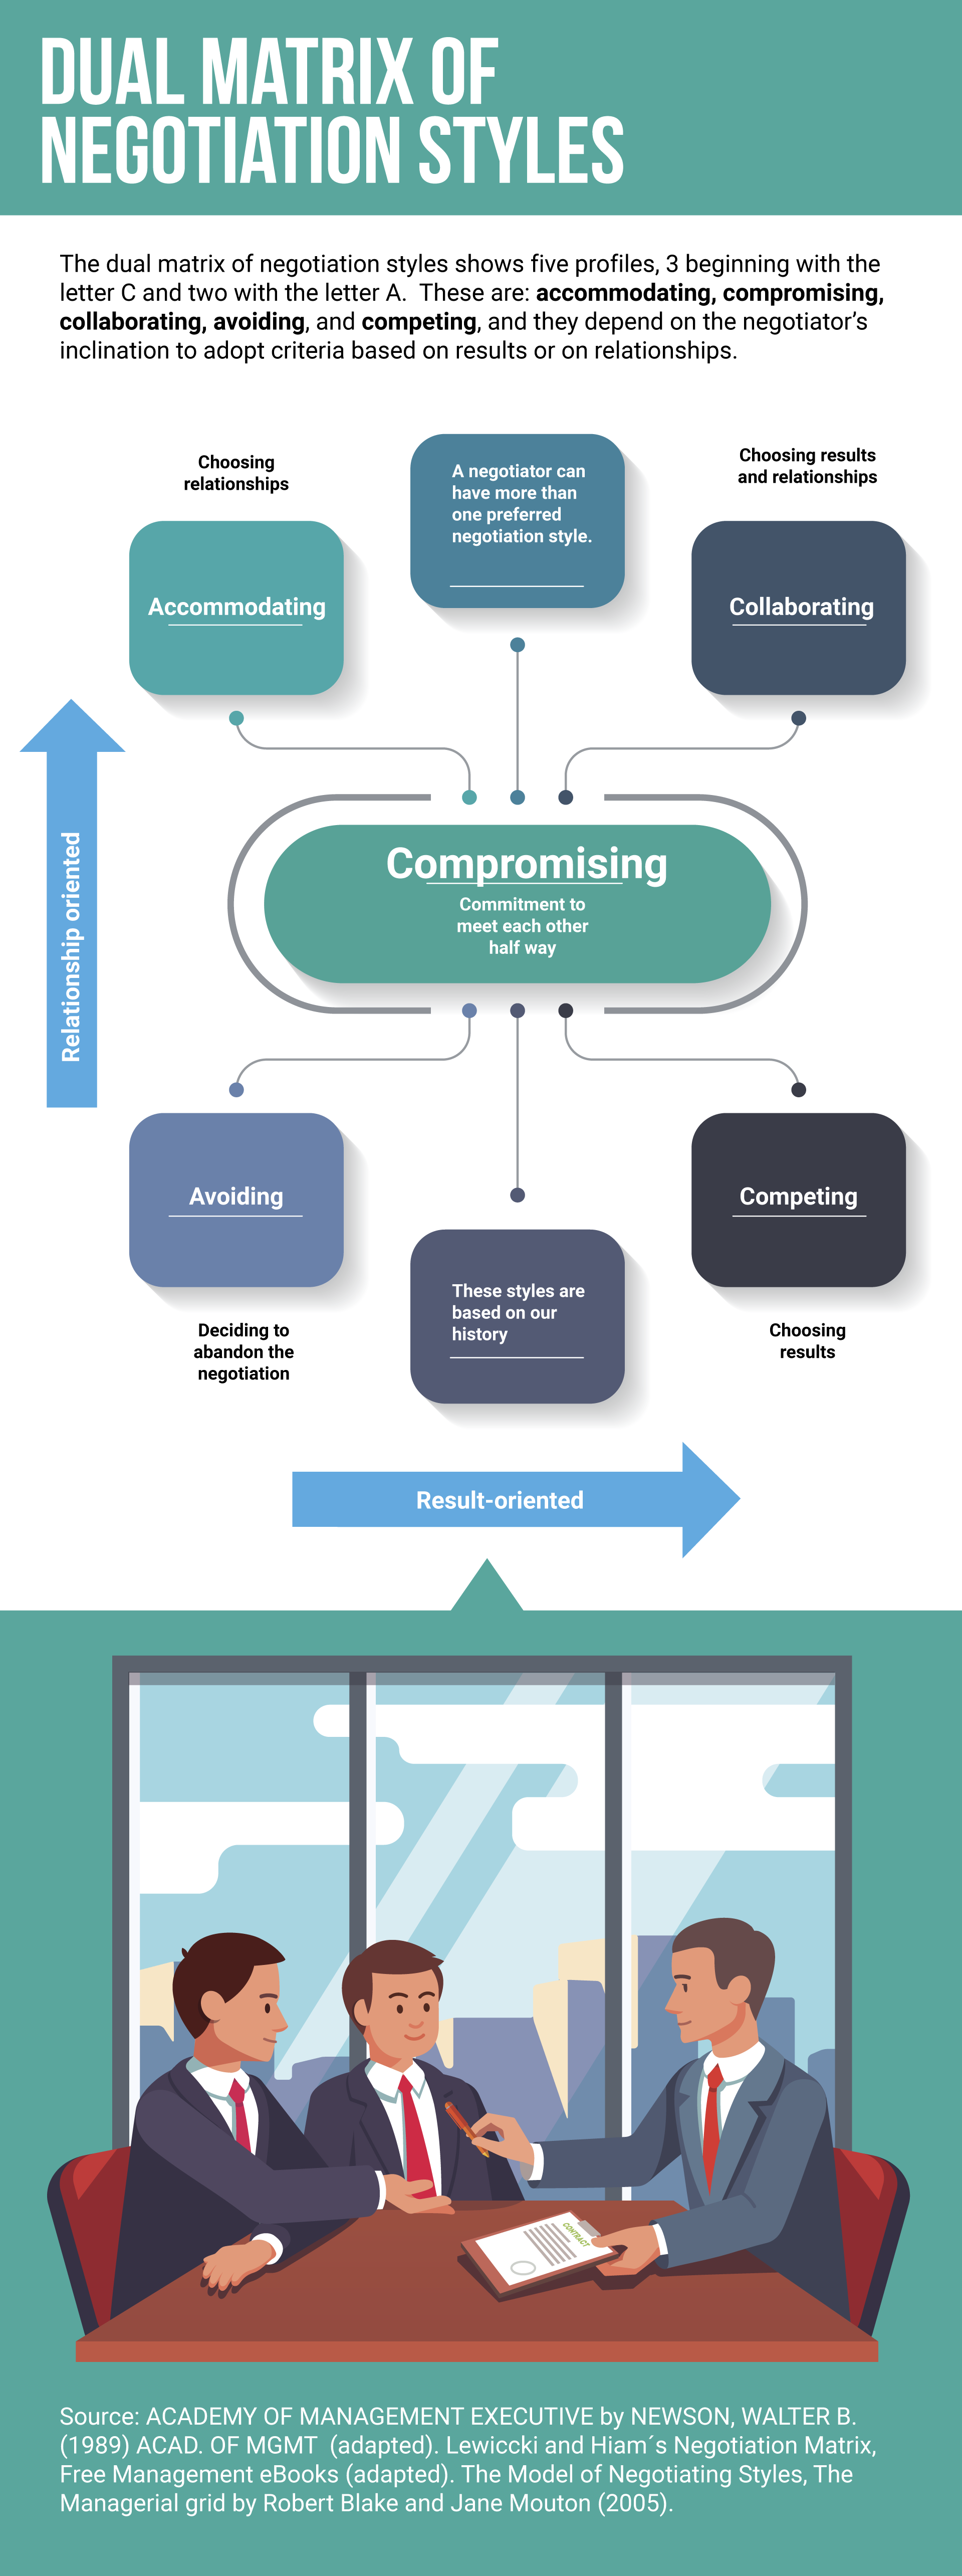 DUAL MATRIX OF
NEGOTIATION STYLES
The dual matrix of negotiation styles shows five profiles, 3 beginning with the
letter C and two with the letter A.  These are: accommodating, compromising,
collaborating, avoiding, and competing, and they depend on the negotiator’s
inclination to adopt criteria based on results or on relationships.
Choosing
relationships
Accommodating
A negotiator can
have more than
one preferred
negotiation style.
Choosing results
and relationships
Collaborating
Relationship oriented
Compromising
Commitment to
meet each other
half way
Avoiding
Deciding to
abandon the
negotiation
These styles are
based on our
history
Competing
Choosing
results
Result-oriented
CONTRACT
Source: ACADEMY OF MANAGEMENT EXECUTIVE by NEWSON, WALTER B.
(1989) ACAD. OF MGMT  (adapted). Lewiccki and Hiam´s Negotiation Matrix,
Free Management eBooks (adapted). The Model of Negotiating Styles, The
Managerial grid by Robert Blake and Jane Mouton (2005).